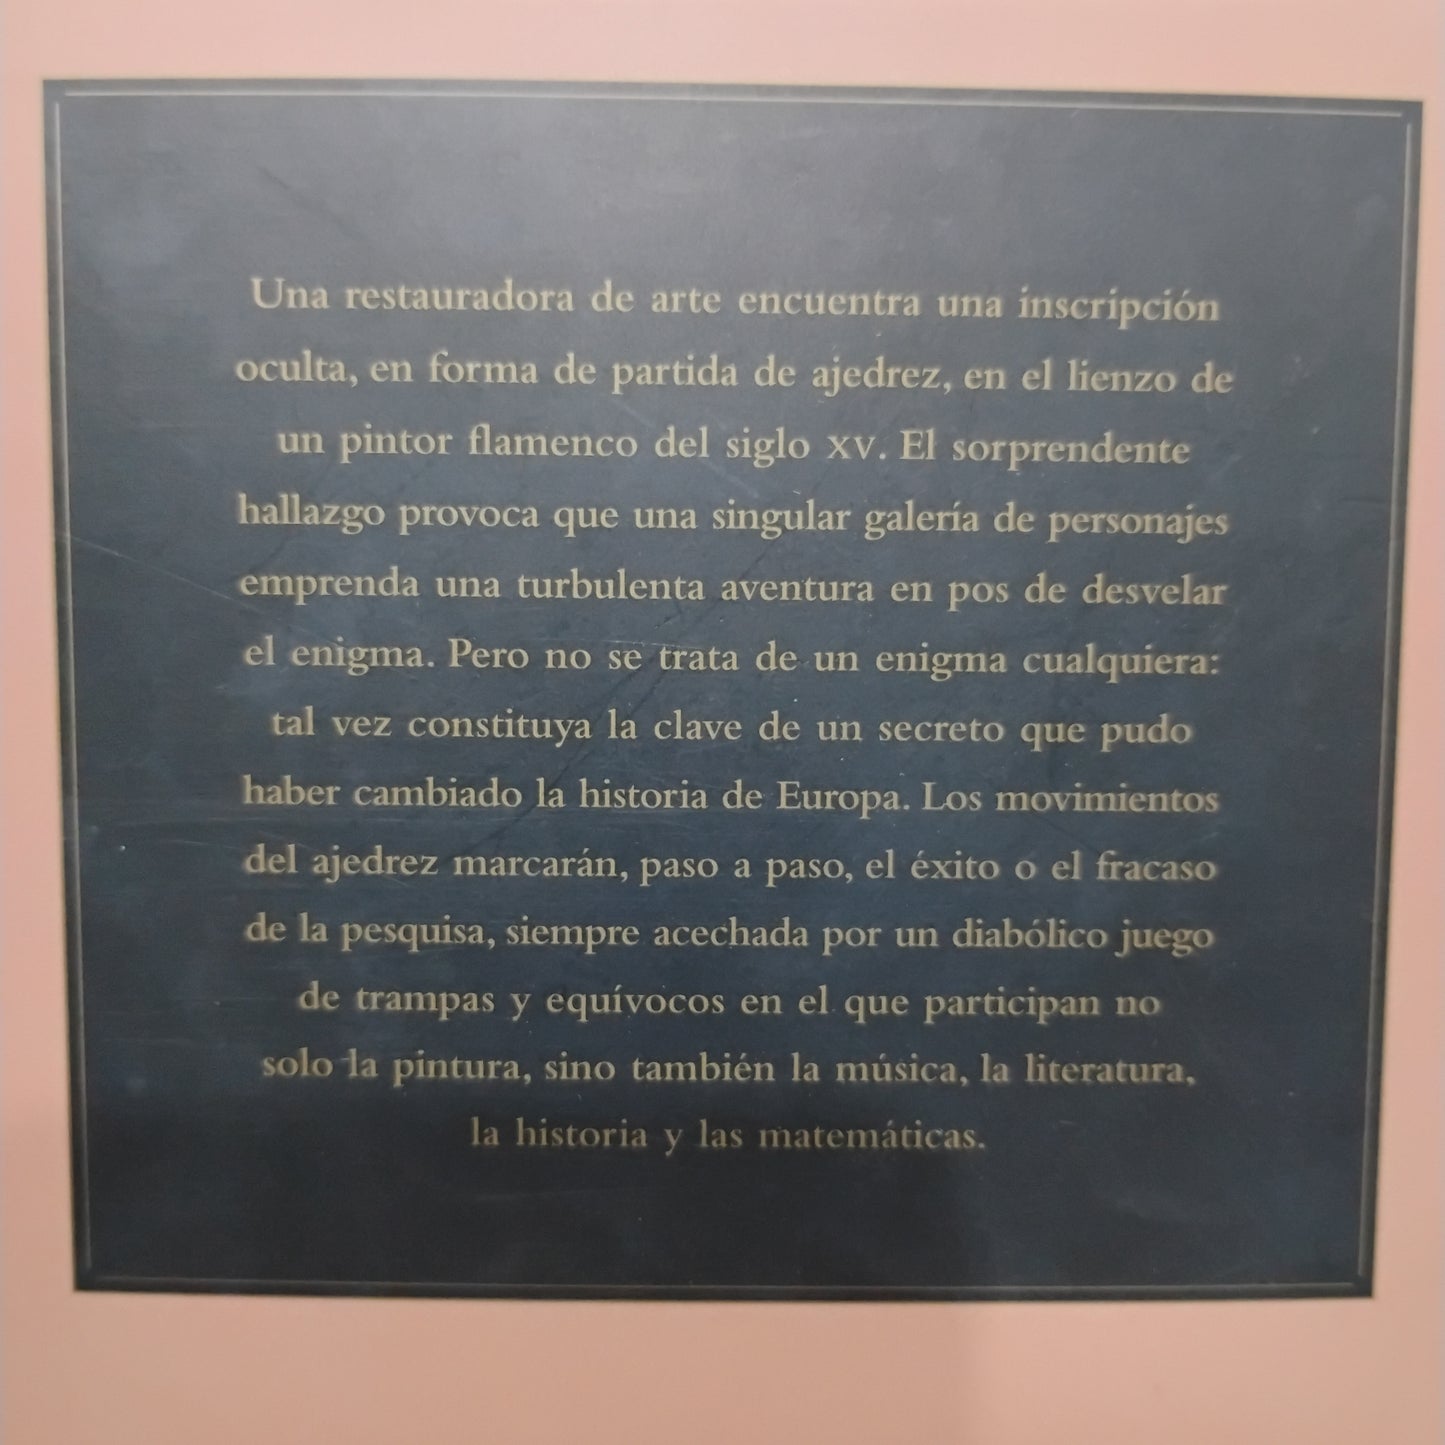 Una restauradora de arte encuentra una inscripción
oculta, en forma de partida de ajedrez, en el lienzo de
un pintor flamenco del siglo XV. El sorprendente
hallazgo provoca que una singular galería de personajes
emprenda una turbulenta aventura en pos de desvelar
el enigma. Pero no se trata de un enigma cualquiera:
tal vez constituya la clave de un secreto que pudo
haber cambiado la historia de Europa. Los movimientos
del ajedrez marcarán, paso a paso, el éxito o el fracaso
de la pesquisa, siempre acechada por un diabólico juego
de trampas y equívocos en el que participan no
solo la pintura, sino también la música, la literatura,
la historia y las matemáticas.